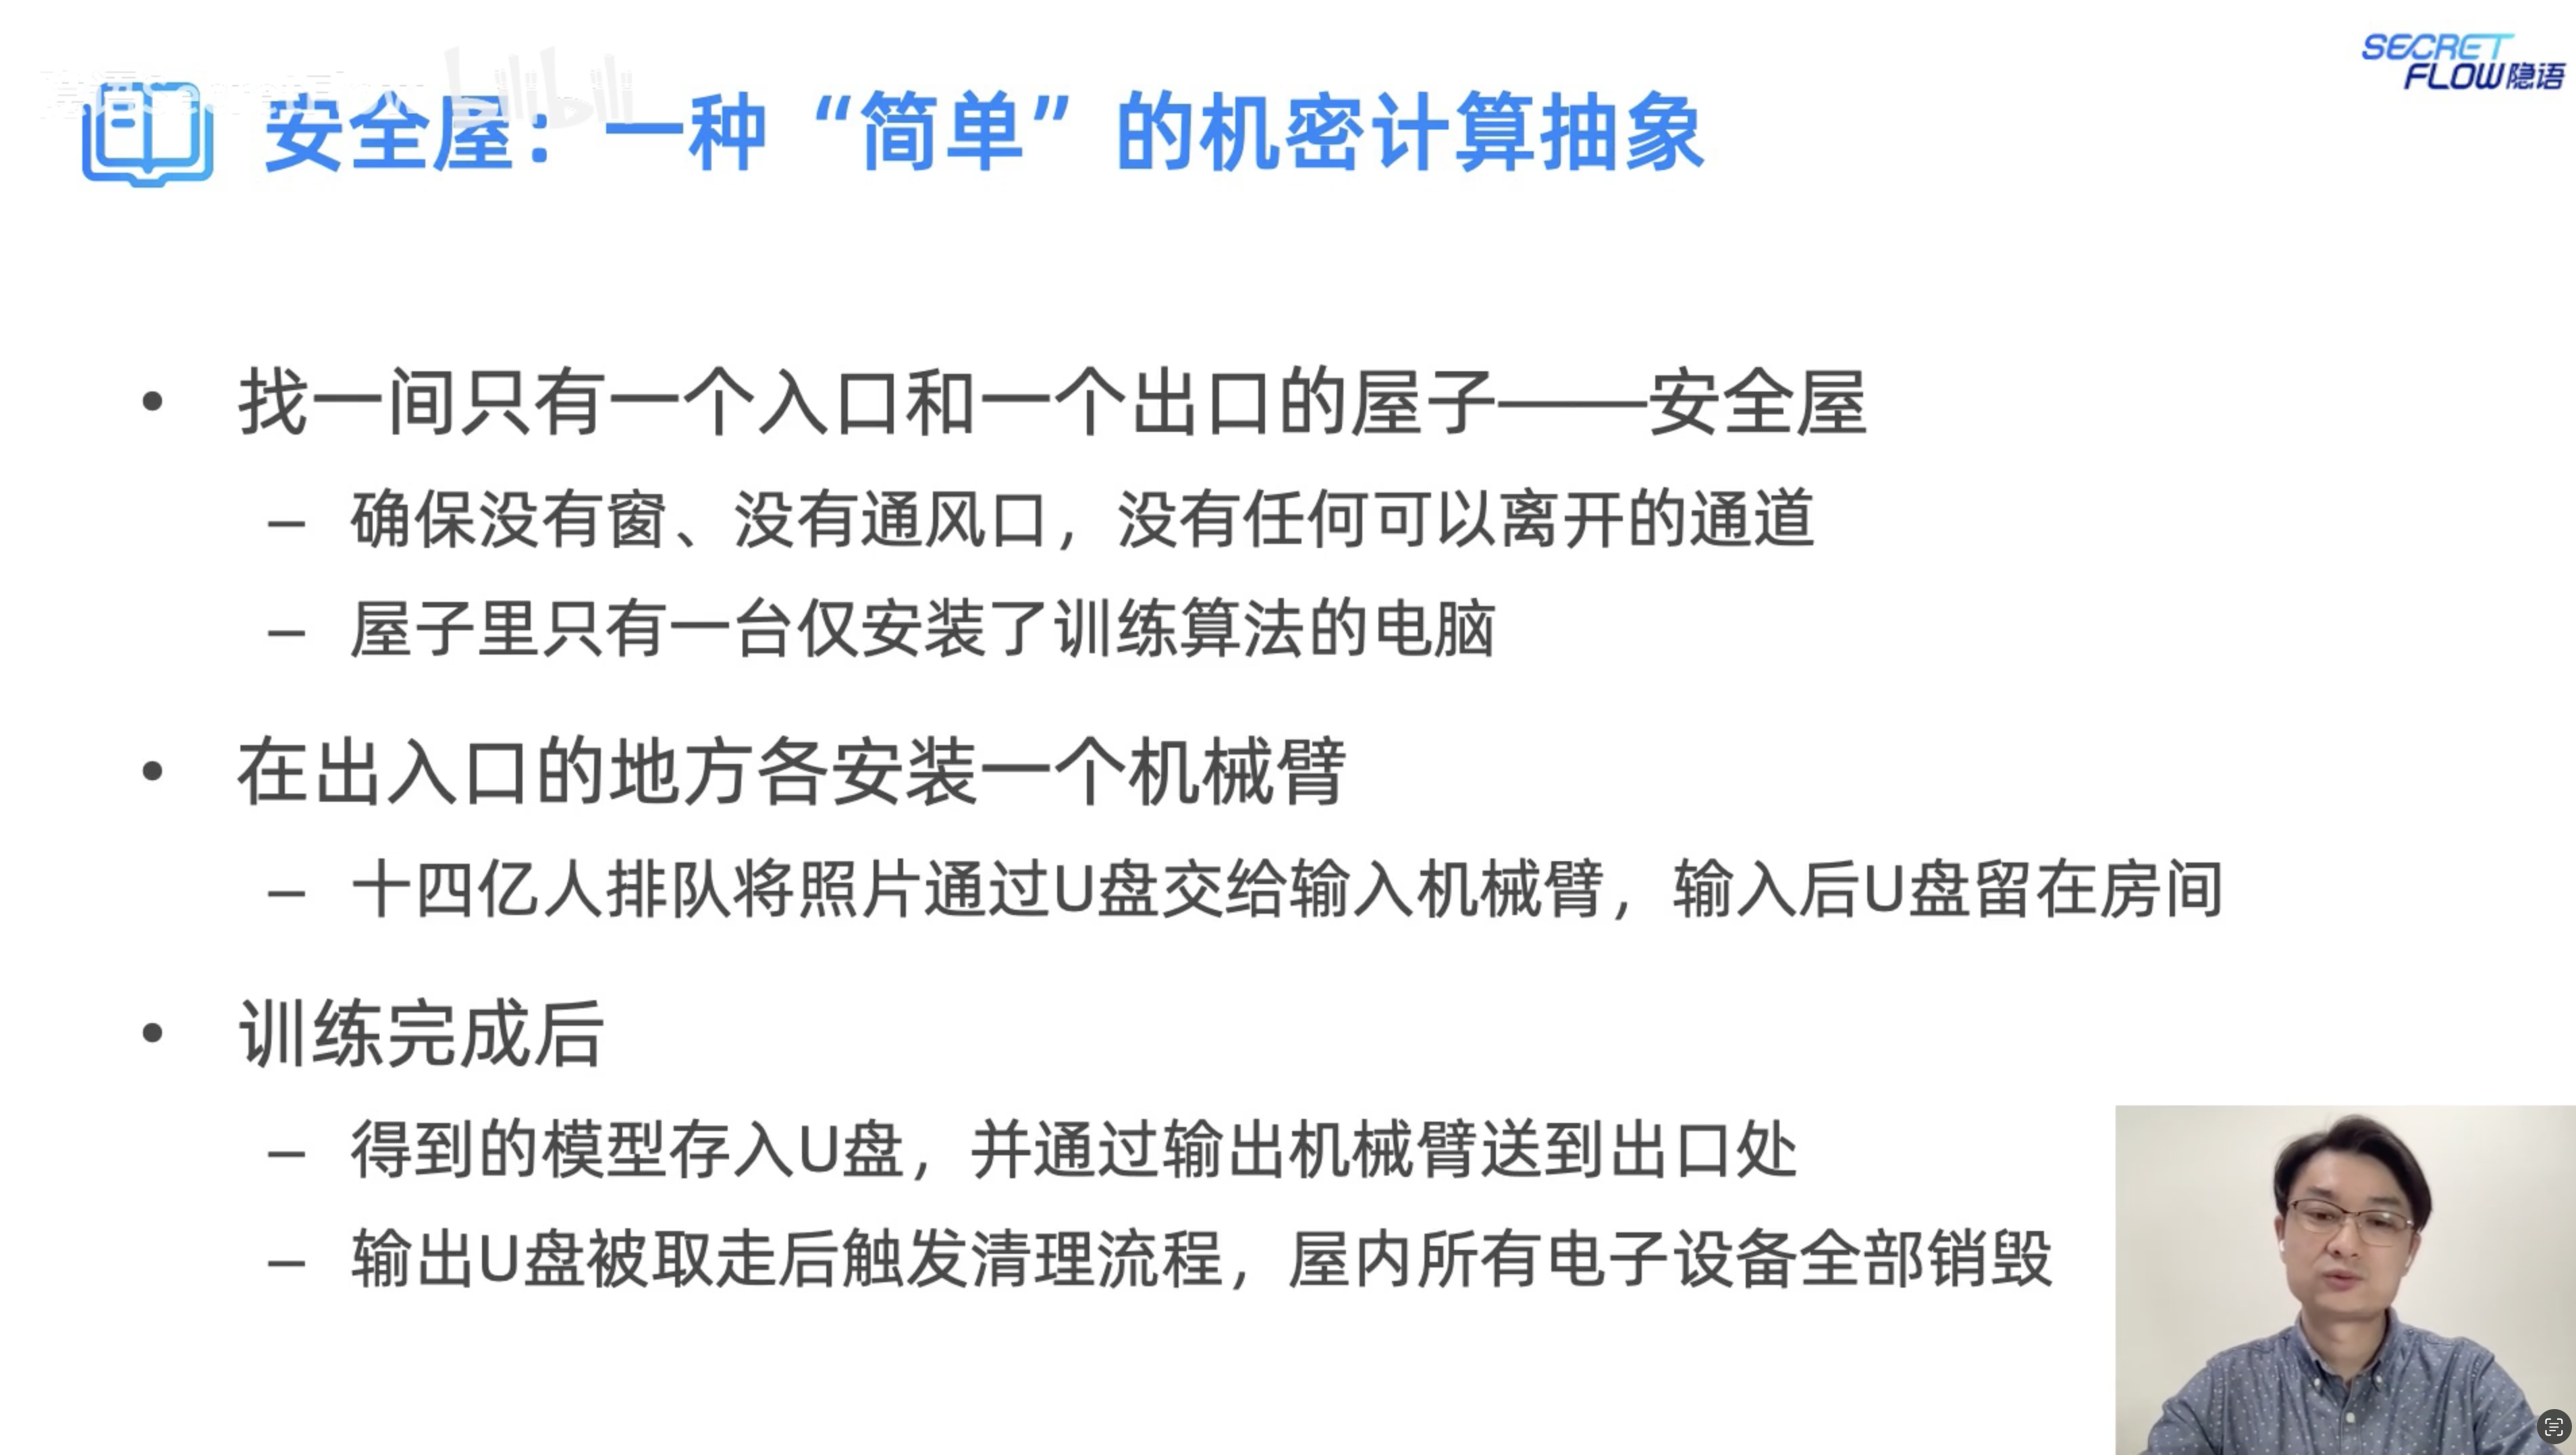 SECRET
FLOW隐语
隐语SecretFlow bilibili
安全屋：一种“简单”的机密计算抽象
• 找一间只有一个入口和一个出口的屋子——安全屋
– 确保没有窗、没有通风口，没有任何可以离开的通道
– 屋子里只有一台仅安装了训练算法的电脑
• 在出入口的地方各安装一个机械臂
– 十四亿人排队将照片通过U盘交给输入机械臂，输入后U盘留在房间
• 训练完成后
– 得到的模型存入U盘，并通过输出机械臂送到出口处
– 输出U盘被取走后触发清理流程，屋内所有电子设备全部销毁